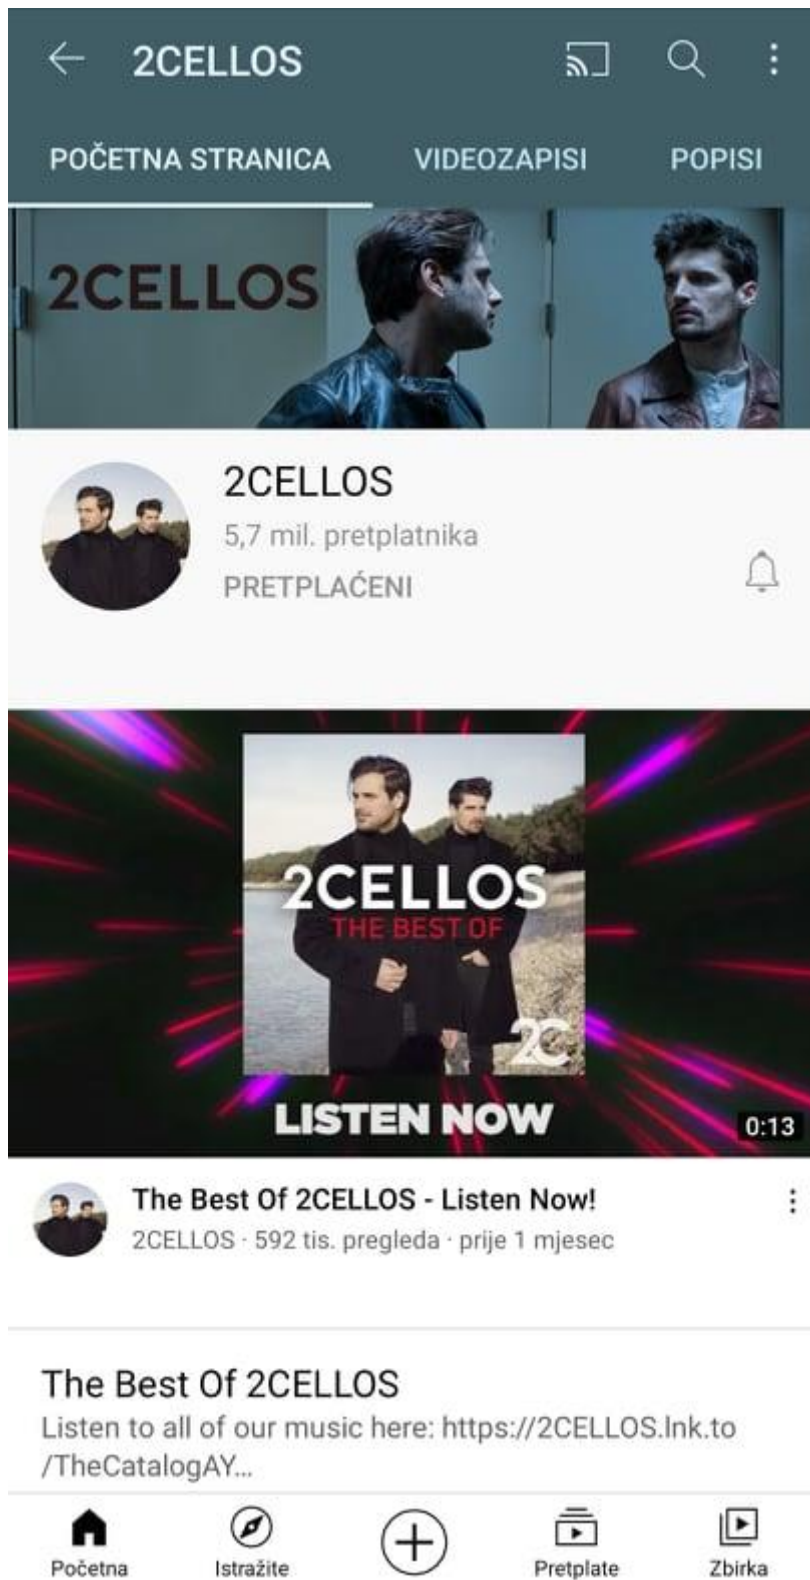 2CELLOS
POČETNA STRANICA VIDEOZAPISI POPISI
2CELLOS
2CELLOS
5,7 mil. pretplatnika
PRETPLAĆENI
2CELLOS
THE BEST OF
2C
LISTEN NOW
0:13
The Best Of 2CELLOS - Listen Now!
2CELLOS · 592 tis. pregleda · prije 1 mjesec
The Best Of 2CELLOS
Listen to all of our music here: https://2CELLOS.lnk.to
/TheCatalogAY...
Početna Istražite Pretplate Zbirka